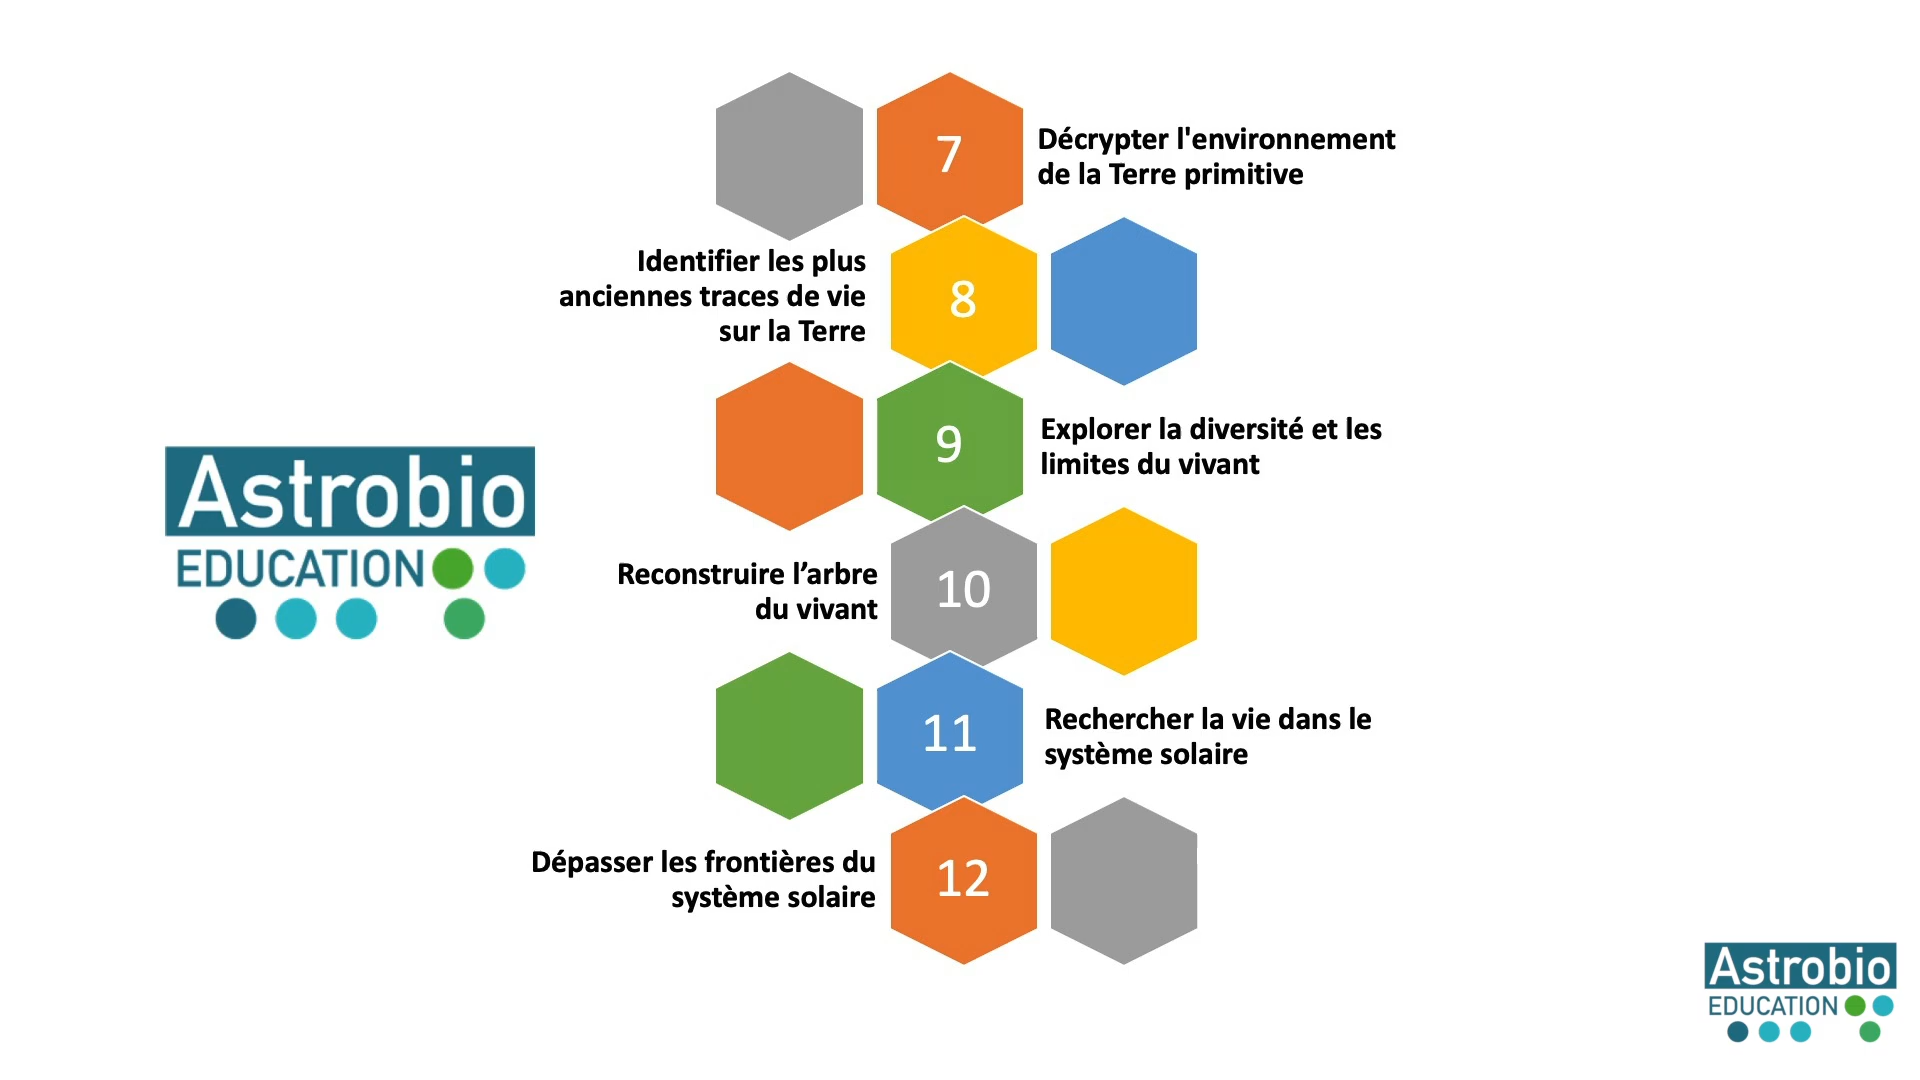 7
Décrypter l'environnement
de la Terre primitive
Identifier les plus
anciennes traces de vie
sur la Terre
8
9
Explorer la diversité et les
limites du vivant
Astrobio
EDUCATION
Reconstruire l’arbre
du vivant
10
11
Rechercher la vie dans le
système solaire
Dépasser les frontières du
système solaire
12
Astrobio
EDUCATION